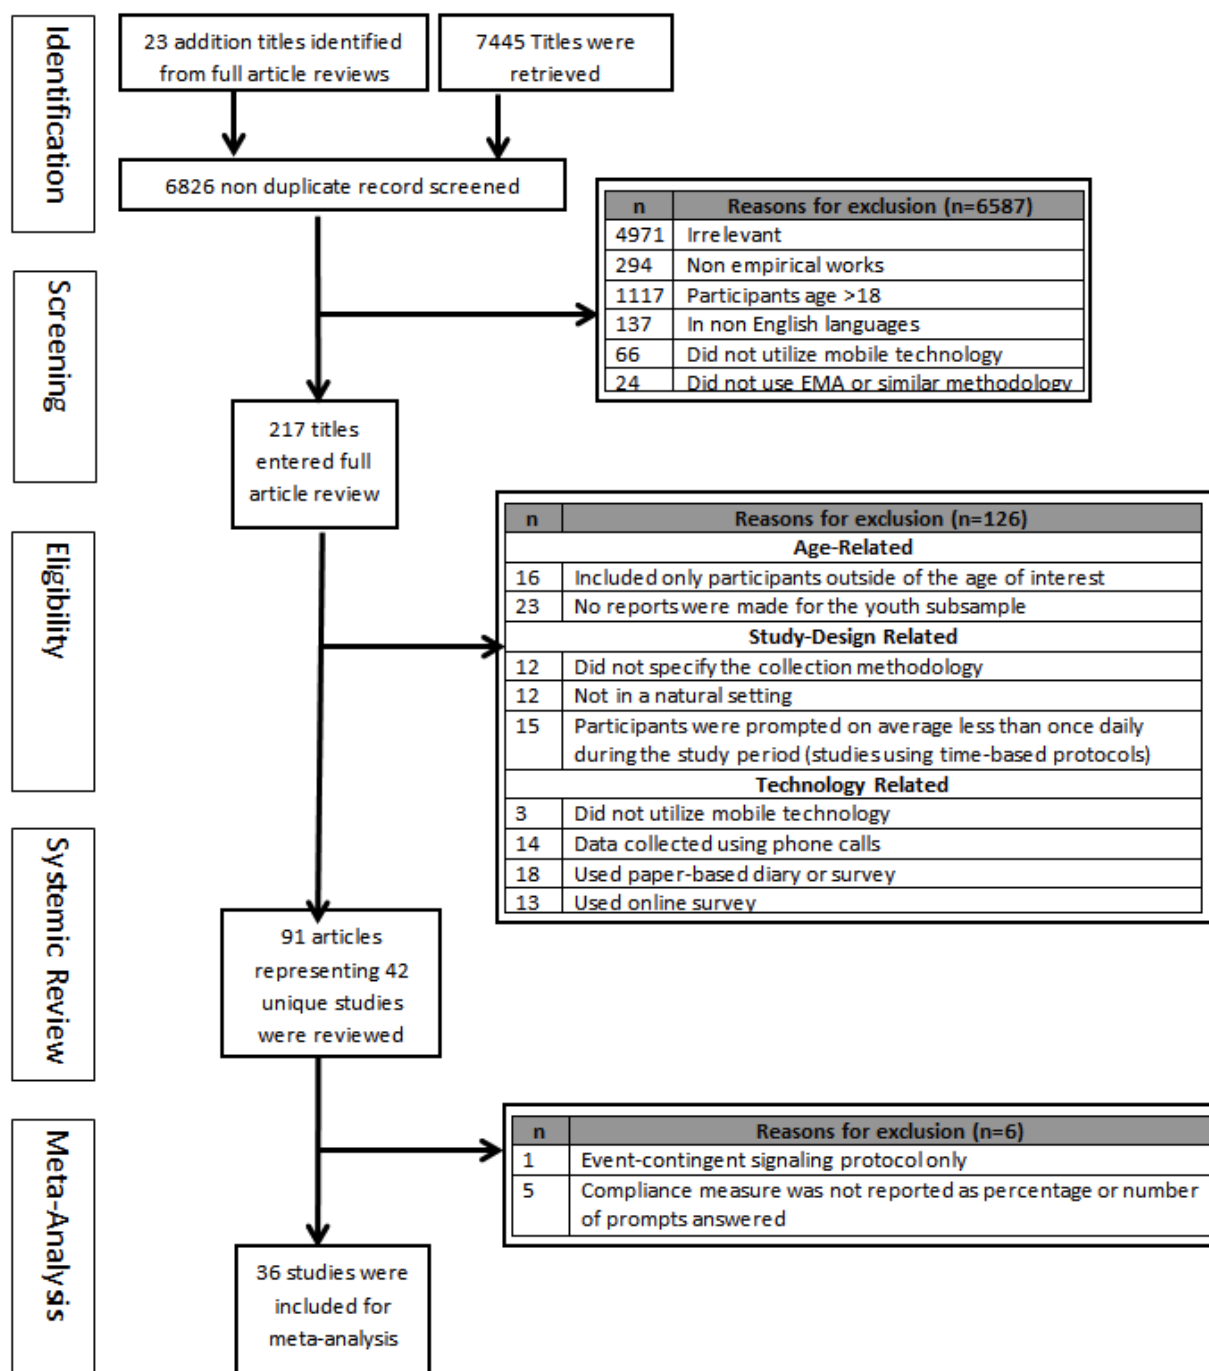 Identification
23 addition titles identified
from full article reviews
7445 Titles were
retrieved
6826 non duplicate record screened
n Reasons for exclusion (n=6587)
4971 Irrelevant
294 Non empirical works
1117 Participants age >18
137 In non English languages
66 Did not utilize mobile technology
24 Did not use EMA or similar methodology
Screening
217 titles
entered full
article review
Eligibility
n Reasons for exclusion (n=126)
Age-Related
16 Included only participants outside of the age of interest
23 No reports were made for the youth subsample
Study-Design Related
12 Did not specify the collection methodology
12 Not in a natural setting
15 Participants were prompted on average less than once daily
during the study period (studies using time-based protocols)
Technology Related
3 Did not utilize mobile technology
14 Data collected using phone calls
18 Used paper-based diary or survey
13 Used online survey
Systemic Review
91 articles
representing 42
unique studies
were reviewed
Meta-Analysis
n Reasons for exclusion (n=6)
1 Event-contingent signaling protocol only
5 Compliance measure was not reported as percentage or number
of prompts answered
36 studies were
included for
meta-analysis